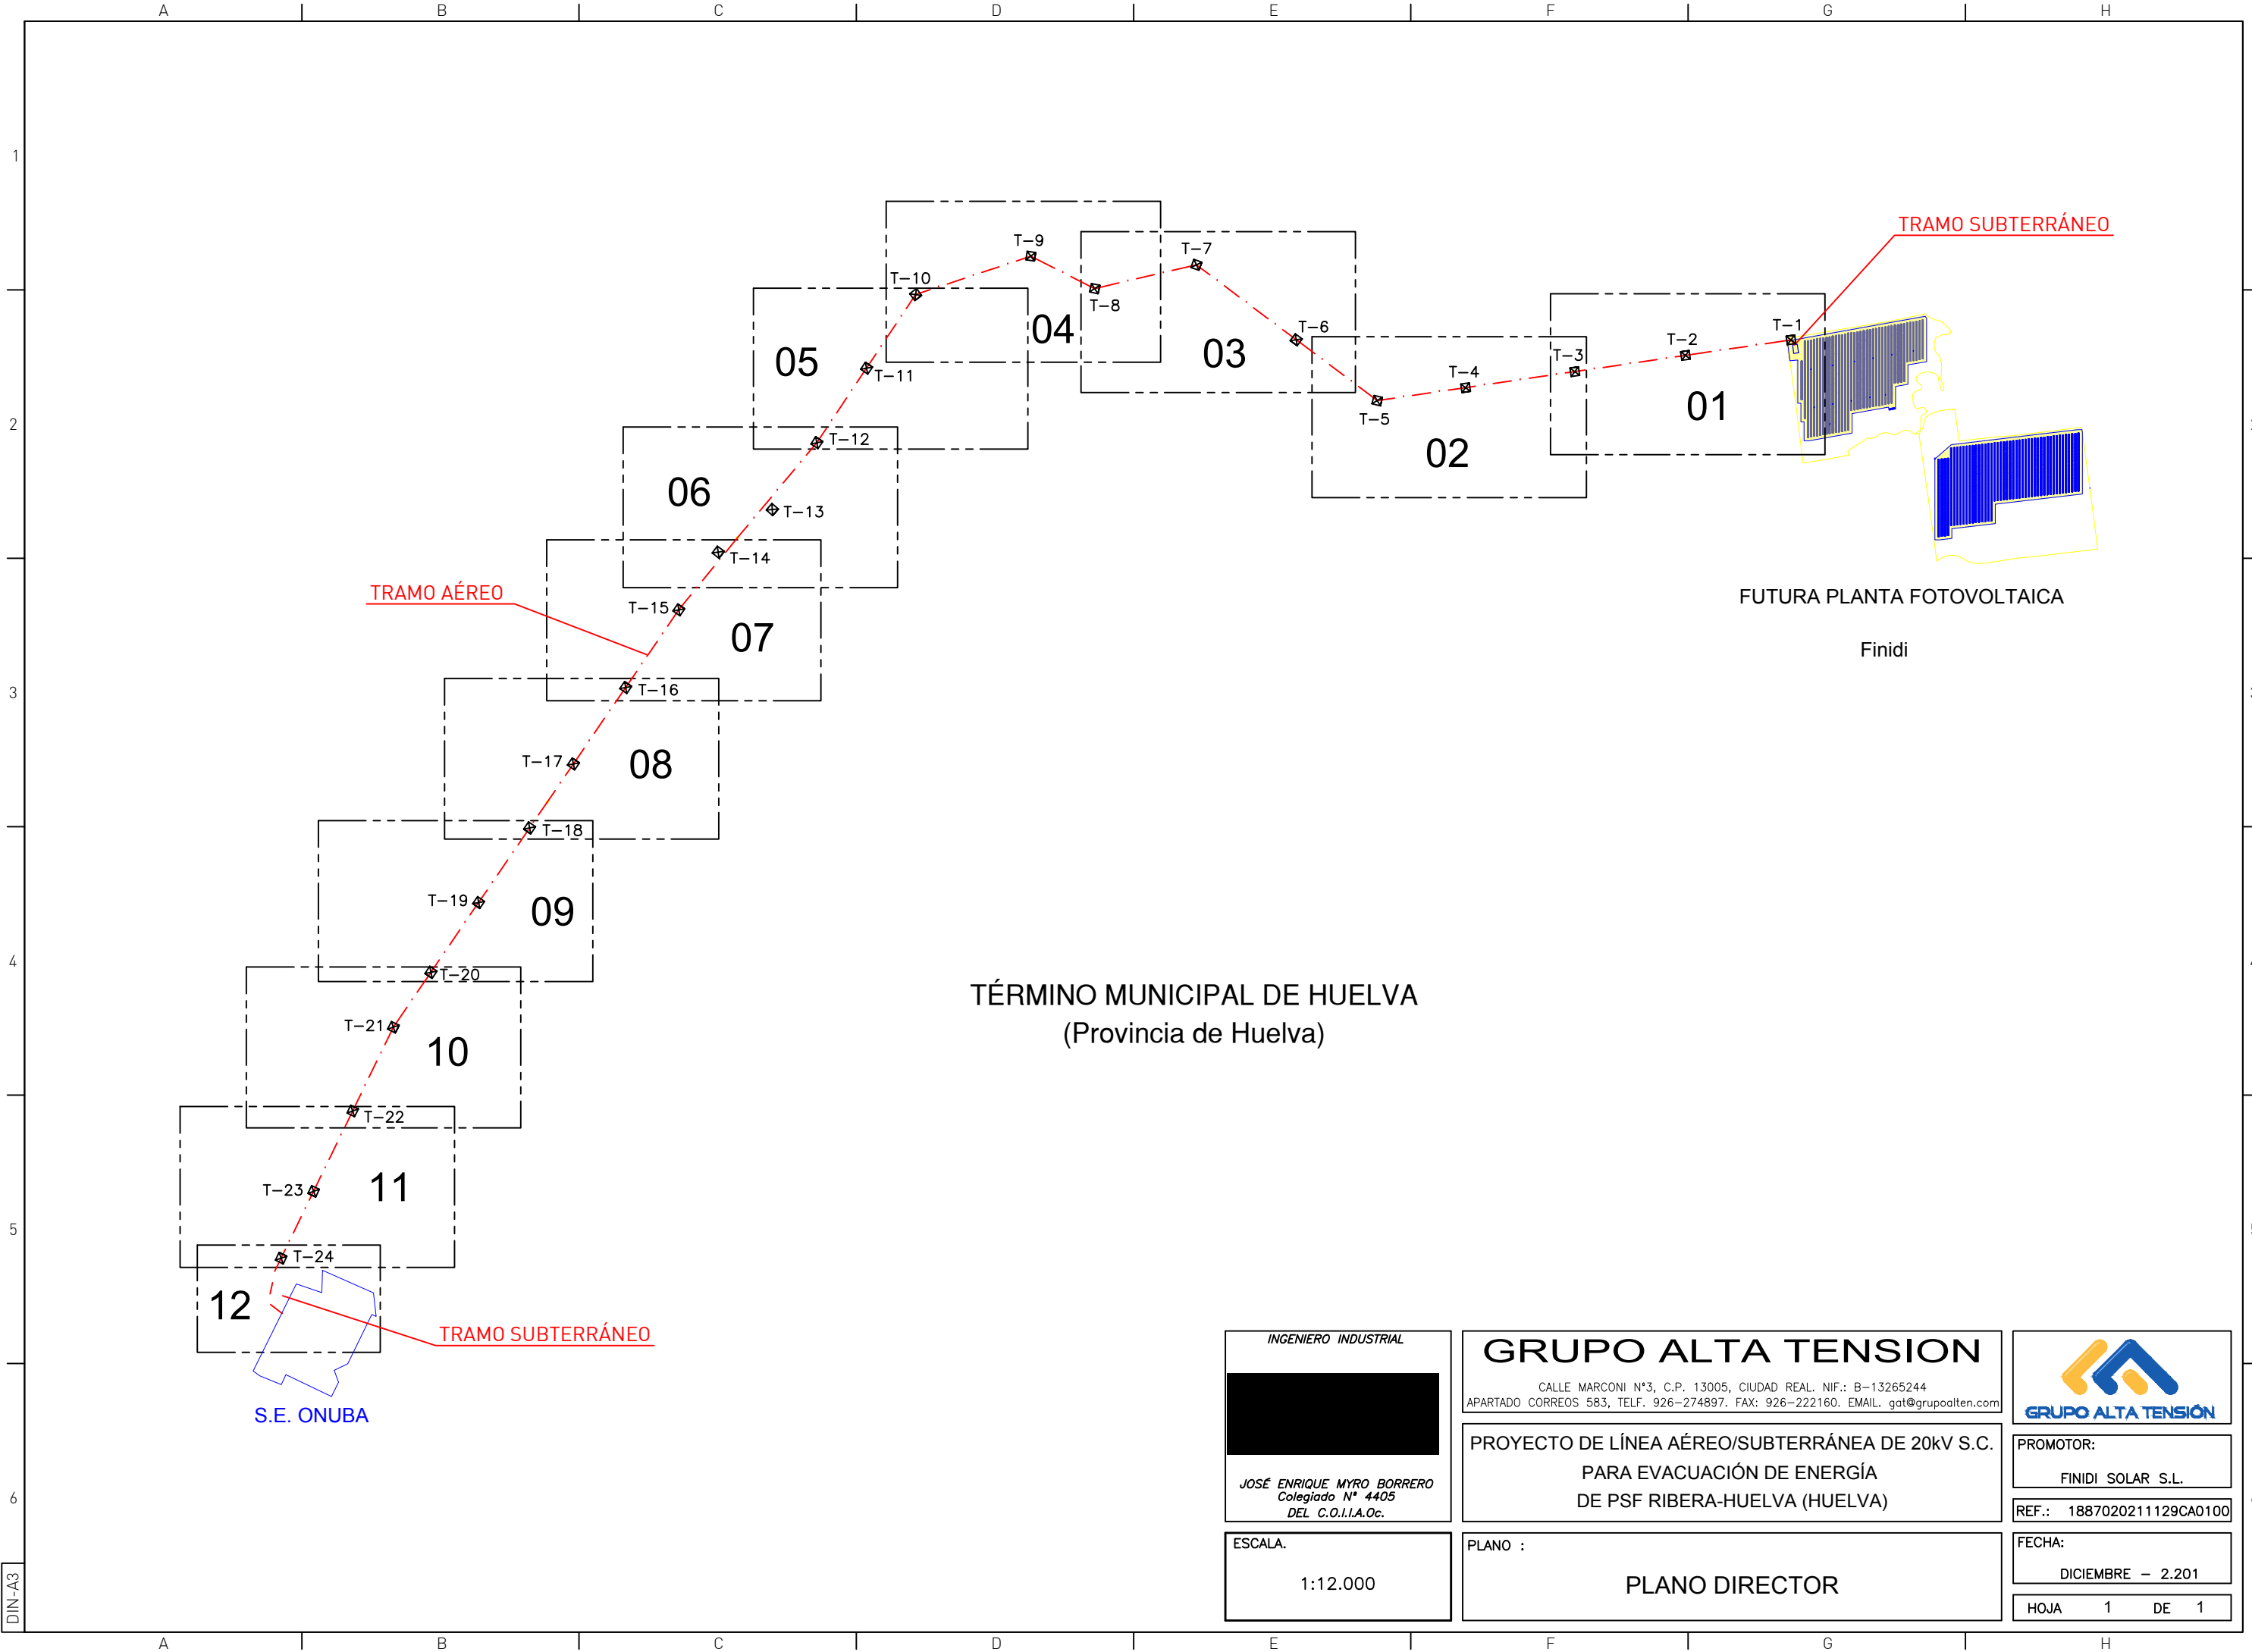 A B C D E F G H
1
TRAMO SUBTERRÁNEO
T-9
T-7
T-10
T-8
04
T-6
T-1
T-2
03
T-3
05
T-11
T-4
01
T-5
2
T-12
02
06
T-13
T-14
TRAMO AÉREO
FUTURA PLANTA FOTOVOLTAICA
T-15
07
Finidi
3
T-16
T-17
08
T-18
T-19
09
4
T-20
TÉRMINO MUNICIPAL DE HUELVA
(Provincia de Huelva)
T-21
10
T-22
T-23
11
5
T-24
12
TRAMO SUBTERRÁNEO
S.E. ONUBA
6
DIN-A3
INGENIERO INDUSTRIAL
JOSÉ ENRIQUE MYRO BORRERO
Colegiado Nº 4405
DEL C.O.I.I.A.Oc.
ESCALA.
1:12.000
GRUPO ALTA TENSION
CALLE MARCONI Nº3, C.P. 13005, CIUDAD REAL. NIF.: B-13265244
APARTADO CORREOS 583, TELF. 926-274897. FAX: 926-222160. EMAIL. gat@grupoalten.com
PROYECTO DE LÍNEA AÉREO/SUBTERRÁNEA DE 20kV S.C.
PARA EVACUACIÓN DE ENERGÍA
DE PSF RIBERA-HUELVA (HUELVA)
PLANO :
PLANO DIRECTOR
GRUPO ALTA TENSIÓN
PROMOTOR:
FINIDI SOLAR S.L.
REF.: 1887020211129CA0100
FECHA:
DICIEMBRE - 2.201
HOJA 1 DE 1
A B C D E F G H